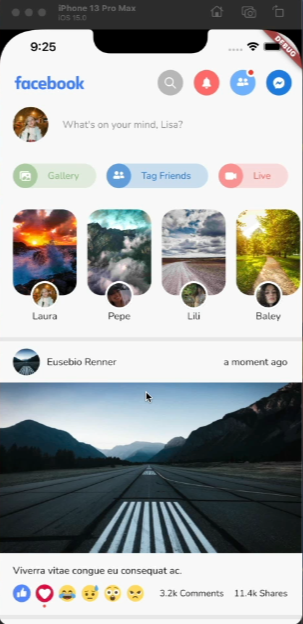 iPhone 13 Pro Max
iOS 15.0
9:25
DEBUG
facebook
What's on your mind, Lisa?
Gallery Tag Friends Live
Laura Pepe Lili Baley
Eusebio Renner a moment ago
Viverra vitae congue eu consequat ac.
3.2k Comments 11.4k Shares